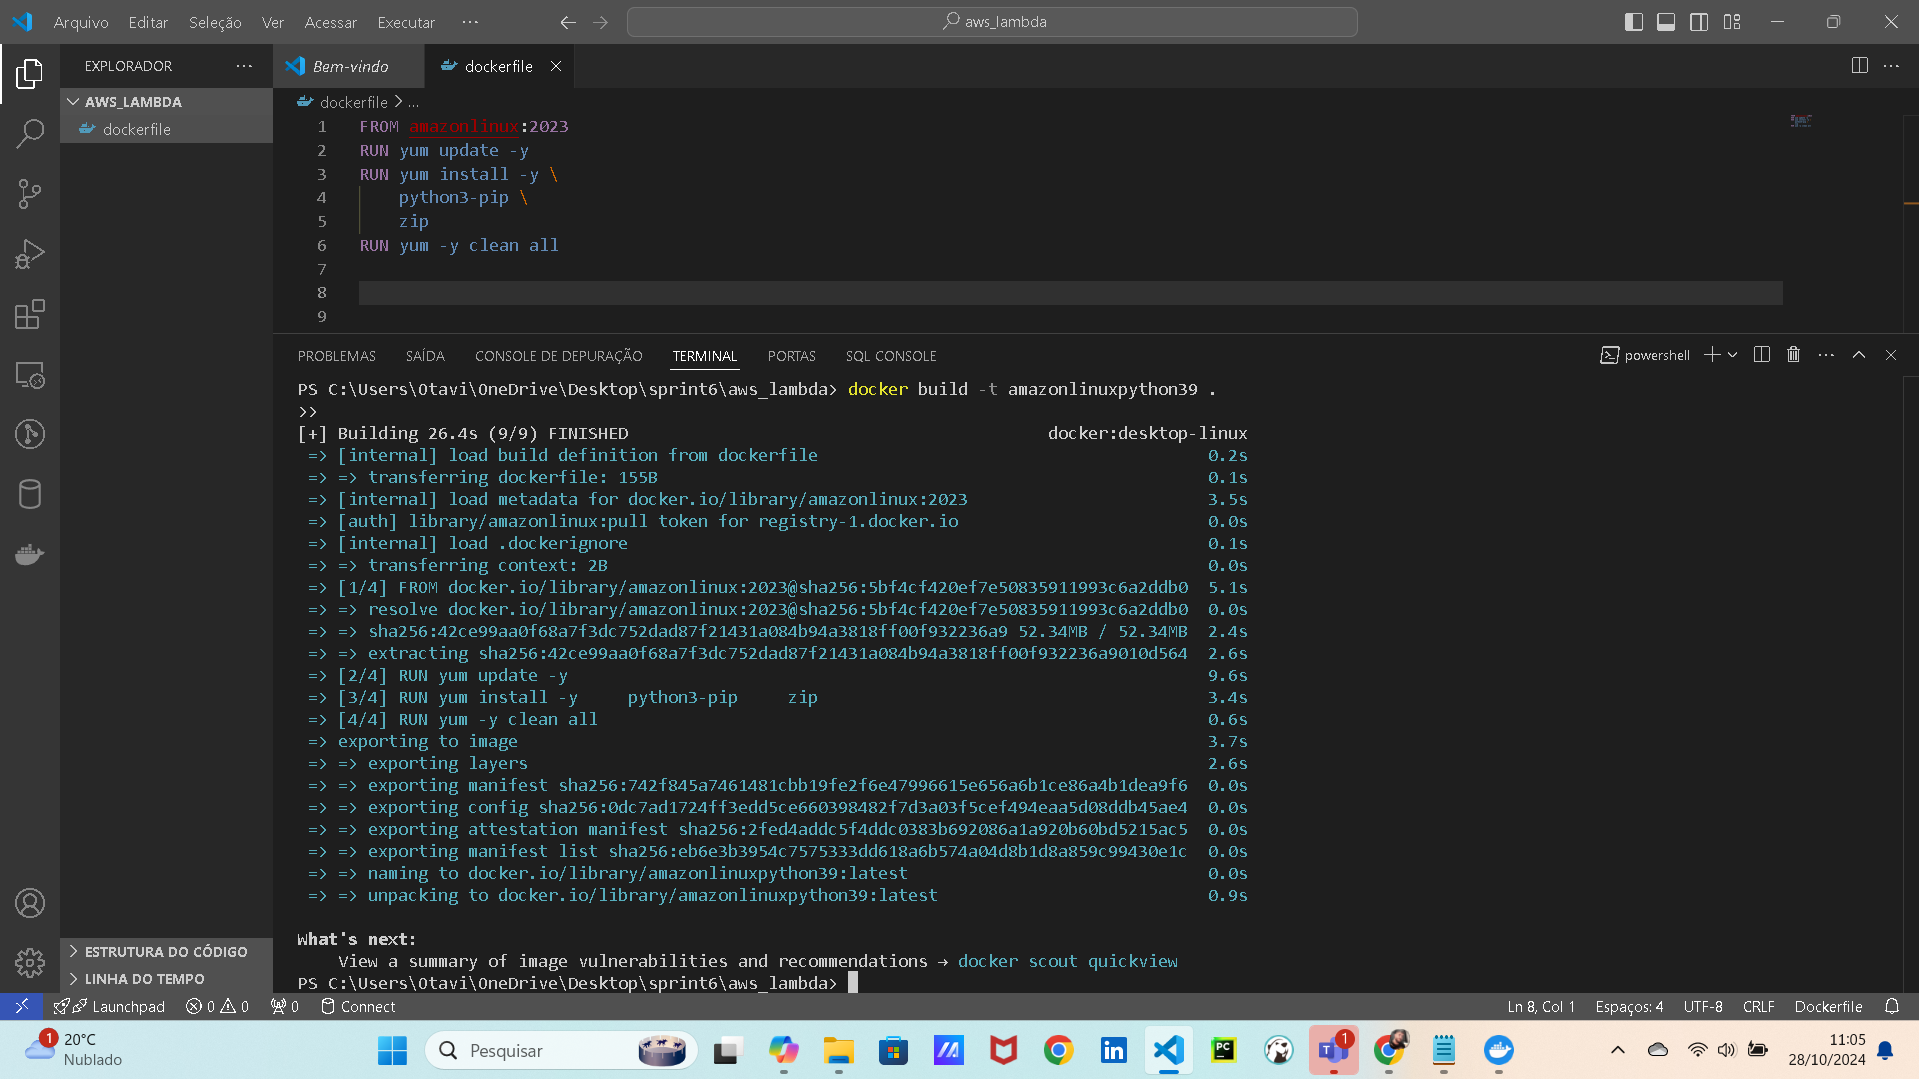 Arquivo Editar Seleção Ver Acessar Executar ··· aws_lambda
EXPLORADOR ···
Bem-vindo dockerfile
AWS_LAMBDA
dockerfile
dockerfile > ...
1 FROM amazonlinux:2023
2 RUN yum update -y
3 RUN yum install -y \
4 python3-pip \
5 zip
6 RUN yum -y clean all
7
8
9
PROBLEMAS SAÍDA CONSOLE DE DEPURAÇÃO TERMINAL PORTAS SQL CONSOLE powershell
PS C:\Users\Otavi\OneDrive\Desktop\sprint6\aws_lambda> docker build -t amazonlinuxpython39 .
>>
[+] Building 26.4s (9/9) FINISHED docker:desktop-linux
=> [internal] load build definition from dockerfile 0.2s
=> => transferring dockerfile: 155B 0.1s
=> [internal] load metadata for docker.io/library/amazonlinux:2023 3.5s
=> [auth] library/amazonlinux:pull token for registry-1.docker.io 0.0s
=> [internal] load .dockerignore 0.1s
=> => transferring context: 2B 0.0s
=> [1/4] FROM docker.io/library/amazonlinux:2023@sha256:5bf4cf420ef7e50835911993c6a2ddb0 5.1s
=> => resolve docker.io/library/amazonlinux:2023@sha256:5bf4cf420ef7e50835911993c6a2ddb0 0.0s
=> => sha256:42ce99aa0f68a7f3dc752dad87f21431a084b94a3818ff00f932236a9 52.34MB / 52.34MB 2.4s
=> => extracting sha256:42ce99aa0f68a7f3dc752dad87f21431a084b94a3818ff00f932236a9010d564 2.6s
=> [2/4] RUN yum update -y 9.6s
=> [3/4] RUN yum install -y python3-pip zip 3.4s
=> [4/4] RUN yum -y clean all 0.6s
=> exporting to image 3.7s
=> => exporting layers 2.6s
=> => exporting manifest sha256:742f845a7461481cbb19fe2f6e47996615e656a6b1ce86a4b1dea9f6 0.0s
=> => exporting config sha256:0dc7ad1724ff3edd5ce660398482f7d3a03f5cef494eaa5d08ddb45ae4 0.0s
=> => exporting attestation manifest sha256:2fed4addc5f4ddc0383b692086a1a920b60bd5215ac5 0.0s
=> => exporting manifest list sha256:eb6e3b3954c7575333dd618a6b574a04d8b1d8a859c99430e1c 0.0s
=> => naming to docker.io/library/amazonlinuxpython39:latest 0.0s
=> => unpacking to docker.io/library/amazonlinuxpython39:latest 0.9s
What's next:
View a summary of image vulnerabilities and recommendations → docker scout quickview
PS C:\Users\Otavi\OneDrive\Desktop\sprint6\aws_lambda>
ESTRUTURA DO CÓDIGO
LINHA DO TEMPO
Launchpad 0 0 0 Connect Ln 8, Col 1 Espaços: 4 UTF-8 CRLF Dockerfile
1 20°C
Nublado
Pesquisar
PC
1
11:05
28/10/2024